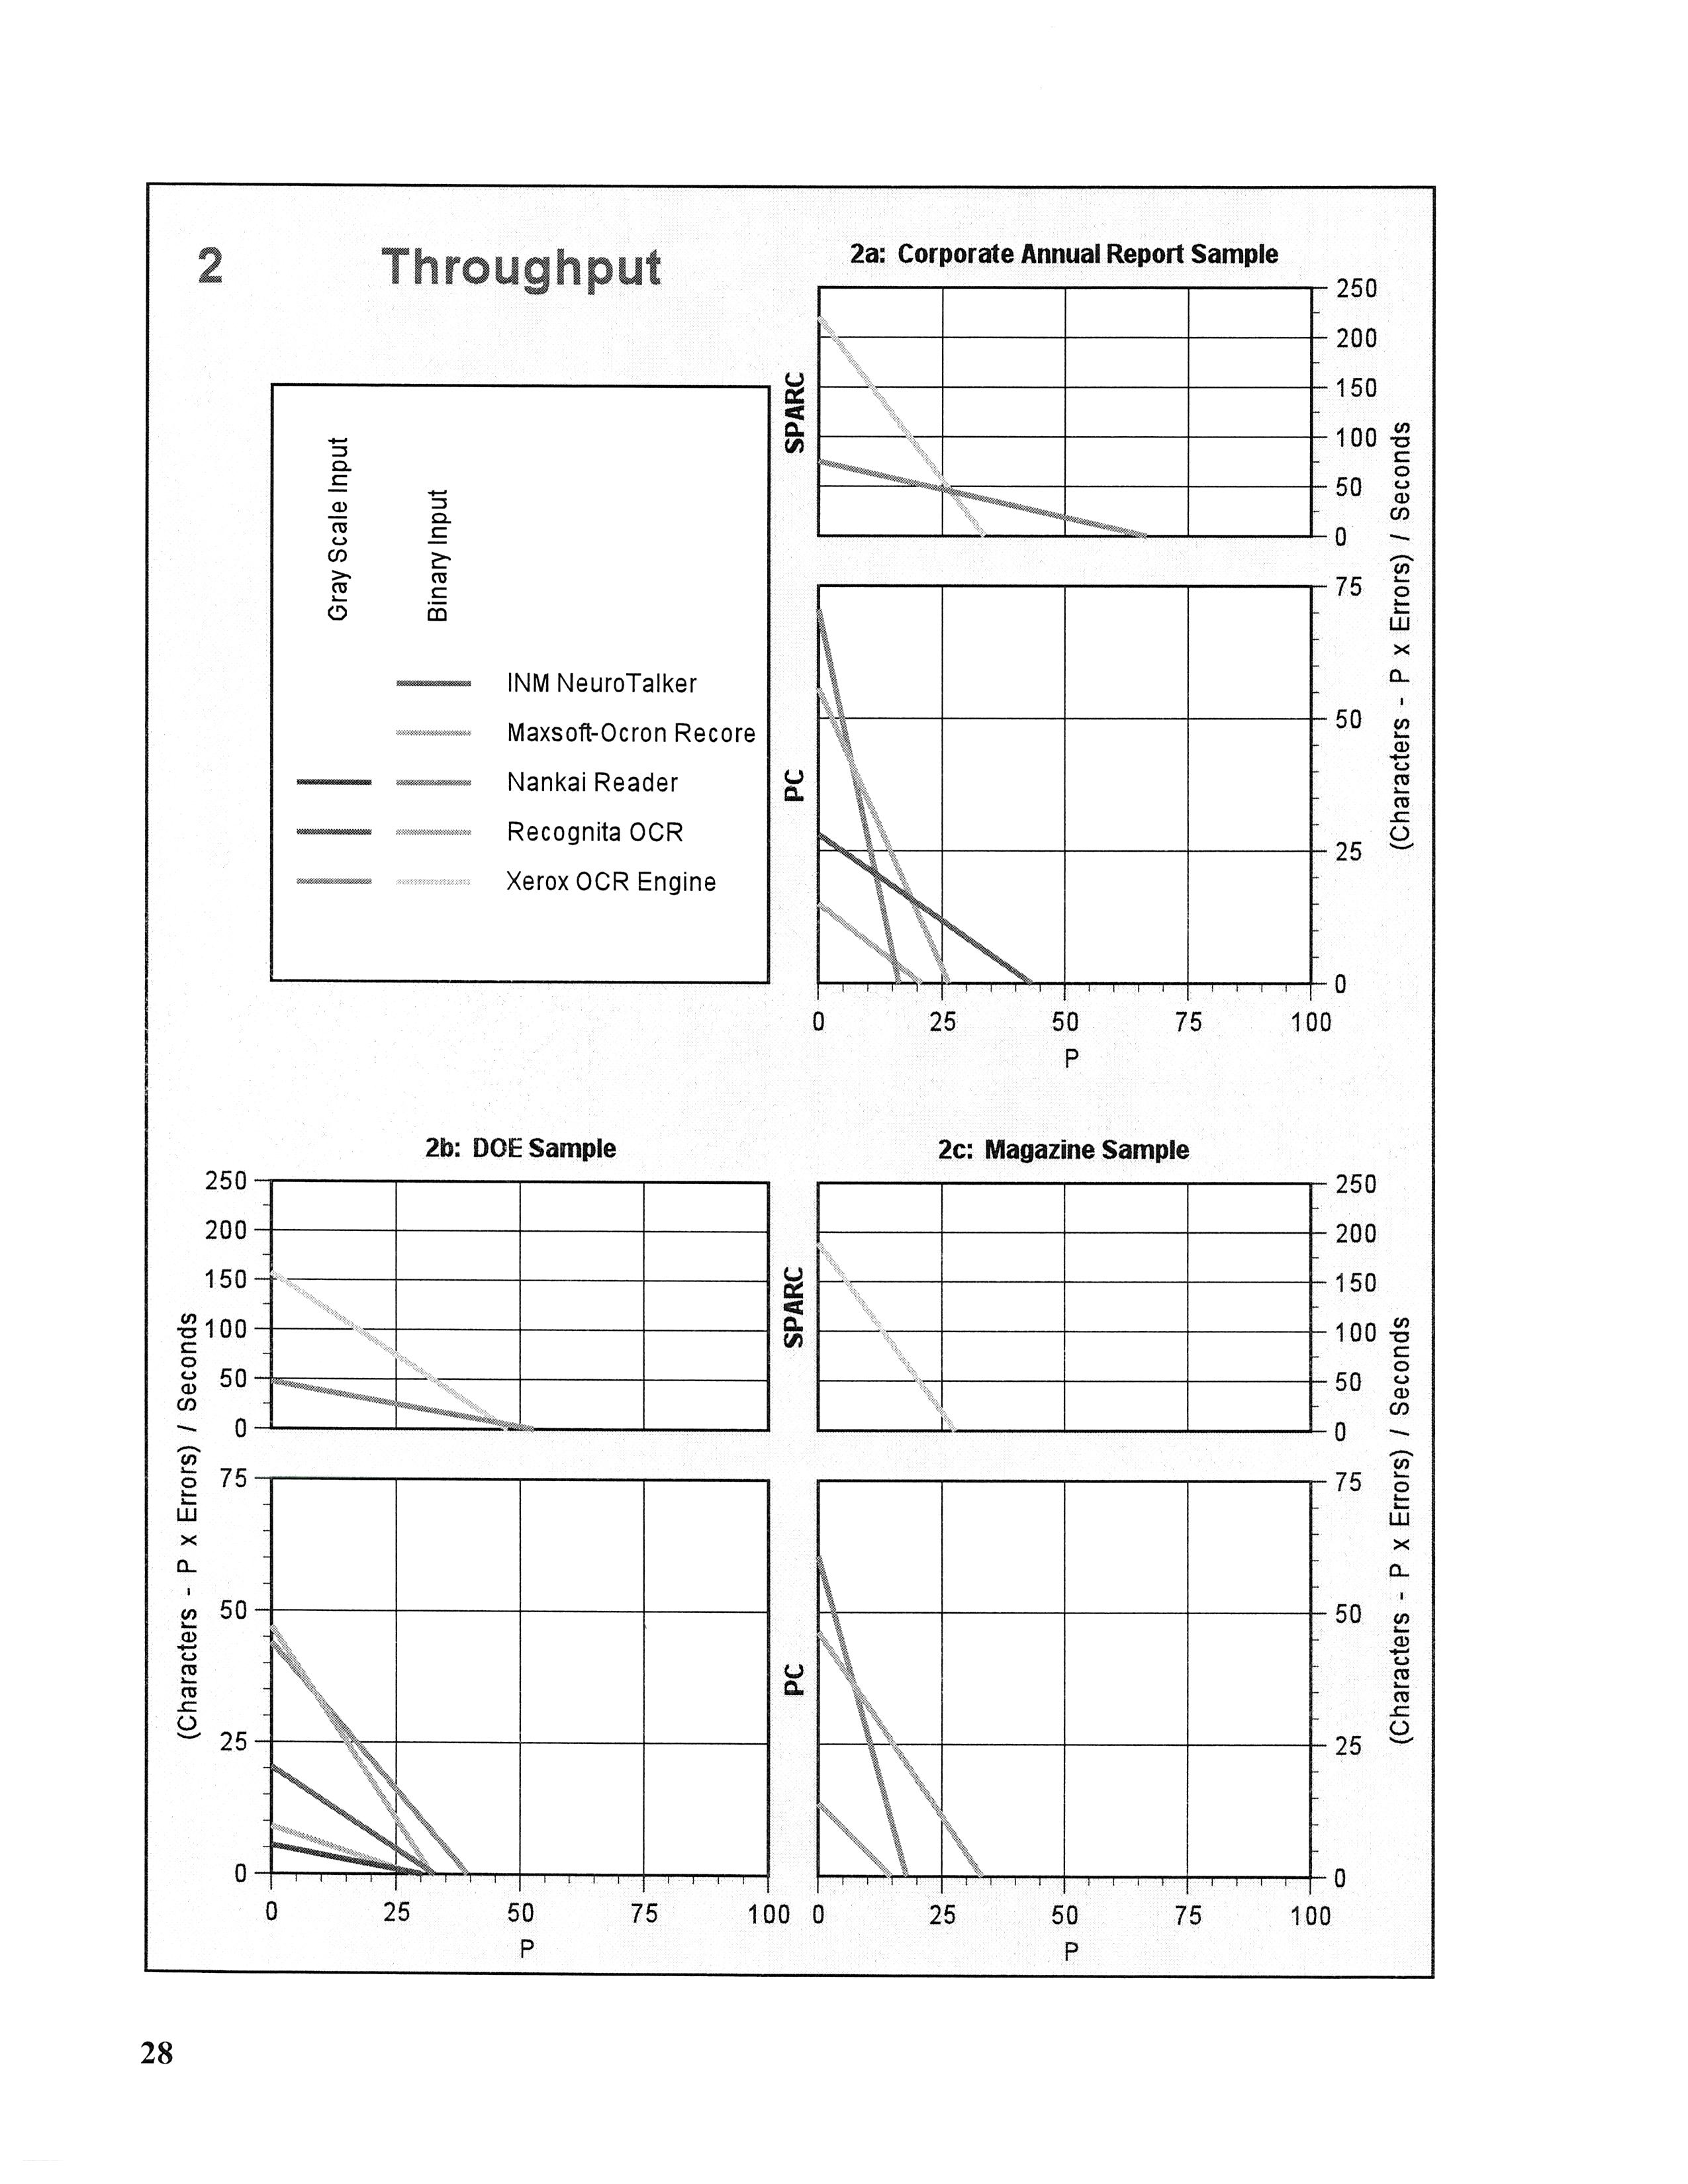 2 Throughput
Gray Scale Input
Binary Input
INM NeuroTalker
Maxsoft-Ocron Recore
Nankai Reader
Recognita OCR
Xerox OCR Engine
2a: Corporate Annual Report Sample
SPARC
250
200
150
100
50
0
PC
75
50
25
0
(Characters - P x Errors) / Seconds
0 25 50 75 100
P
2b: DOE Sample
250
200
150
100
50
0
75
50
25
0
(Characters - P x Errors) / Seconds
0 25 50 75 100
P
2c: Magazine Sample
SPARC
250
200
150
100
50
0
PC
75
50
25
0
(Characters - P x Errors) / Seconds
0 25 50 75 100
P
28